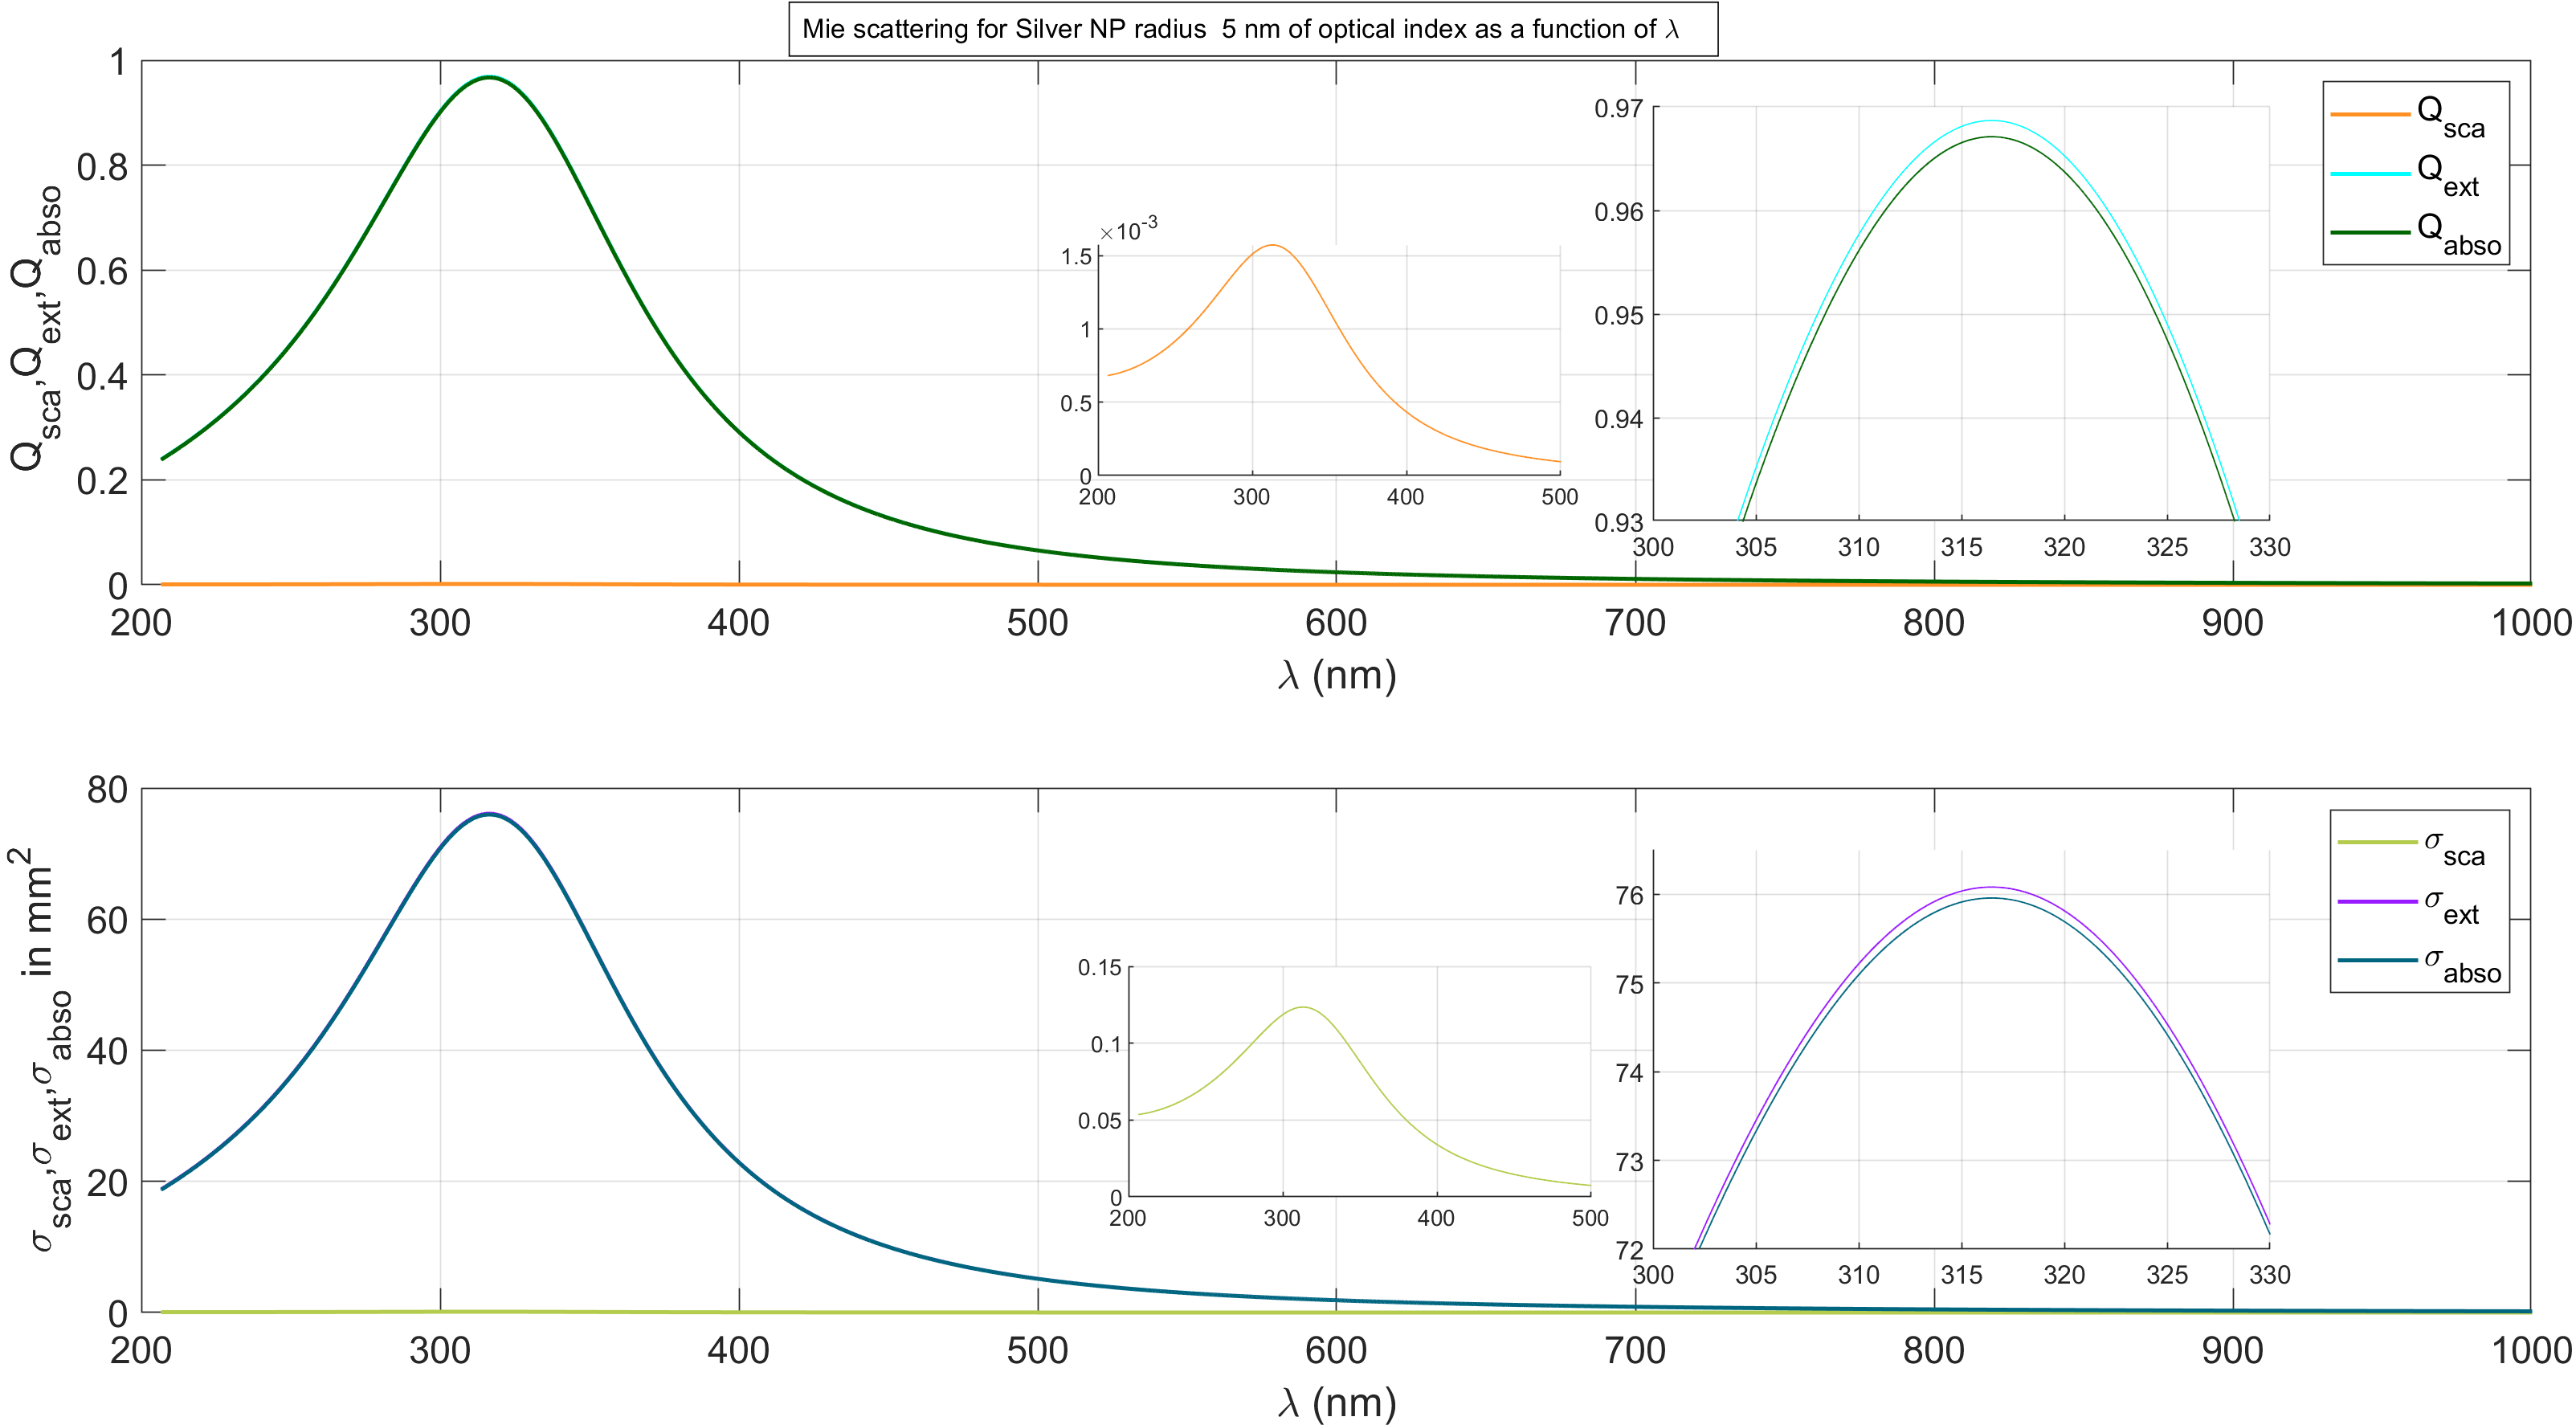 Mie scattering for Silver NP radius  5 nm of optical index as a function of λ
Q_sca,Q_ext,Q_abso
1
0.8
0.6
0.4
0.2
0
200 300 400 500 600 700 800 900 1000
λ (nm)
×10^-3
1.5
1
0.5
0
200 300 400 500
0.97
0.96
0.95
0.94
0.93
300 305 310 315 320 325 330
Q_sca
Q_ext
Q_abso
σ_sca,σ_ext,σ_abso in mm^2
80
60
40
20
0
200 300 400 500 600 700 800 900 1000
λ (nm)
0.15
0.1
0.05
0
200 300 400 500
76
75
74
73
72
300 305 310 315 320 325 330
σ_sca
σ_ext
σ_abso